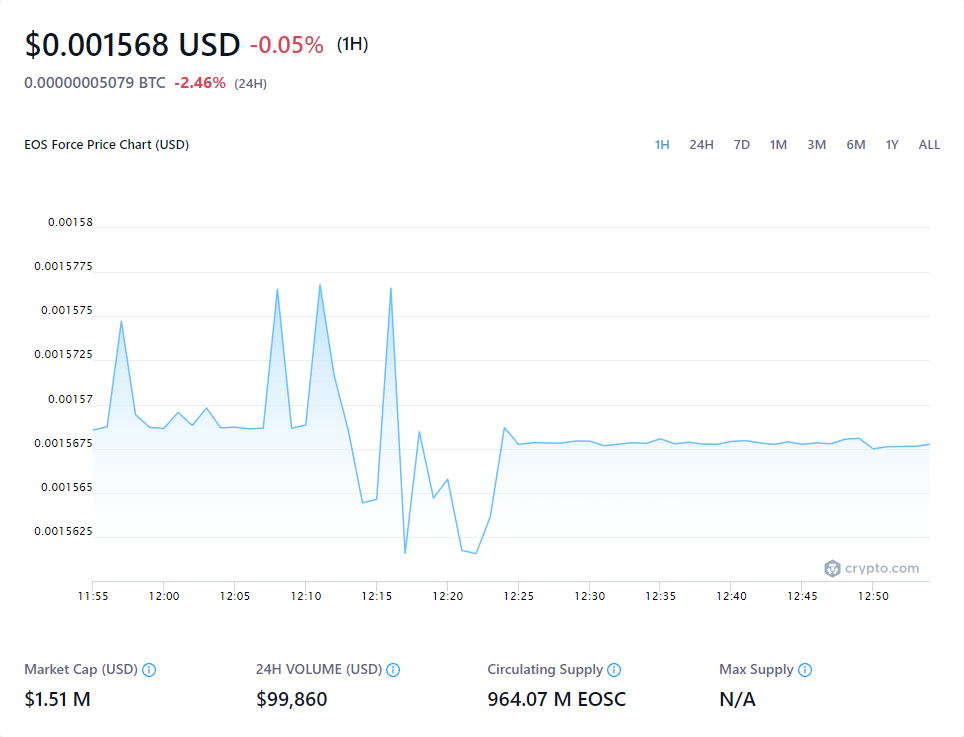 $0.001568 USD -0.05% (1H)
0.00000005079 BTC -2.46% (24H)
EOS Force Price Chart (USD)
1H 24H 7D 1M 3M 6M 1Y ALL
0.00158
0.0015775
0.001575
0.0015725
0.00157
0.0015675
0.001565
0.0015625
crypto.com
11:55 12:00 12:05 12:10 12:15 12:20 12:25 12:30 12:35 12:40 12:45 12:50
Market Cap (USD) 24H VOLUME (USD) Circulating Supply Max Supply
$1.51 M $99,860 964.07 M EOSC N/A